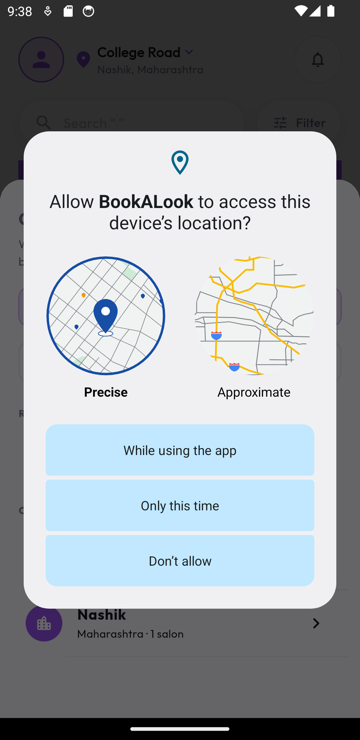 9:38
College Road
Nashik, Maharashtra
Search
Filter
Allow BookALook to access this
device's location?
Precise
Approximate
While using the app
Only this time
Don't allow
Nashik
Maharashtra · 1 salon